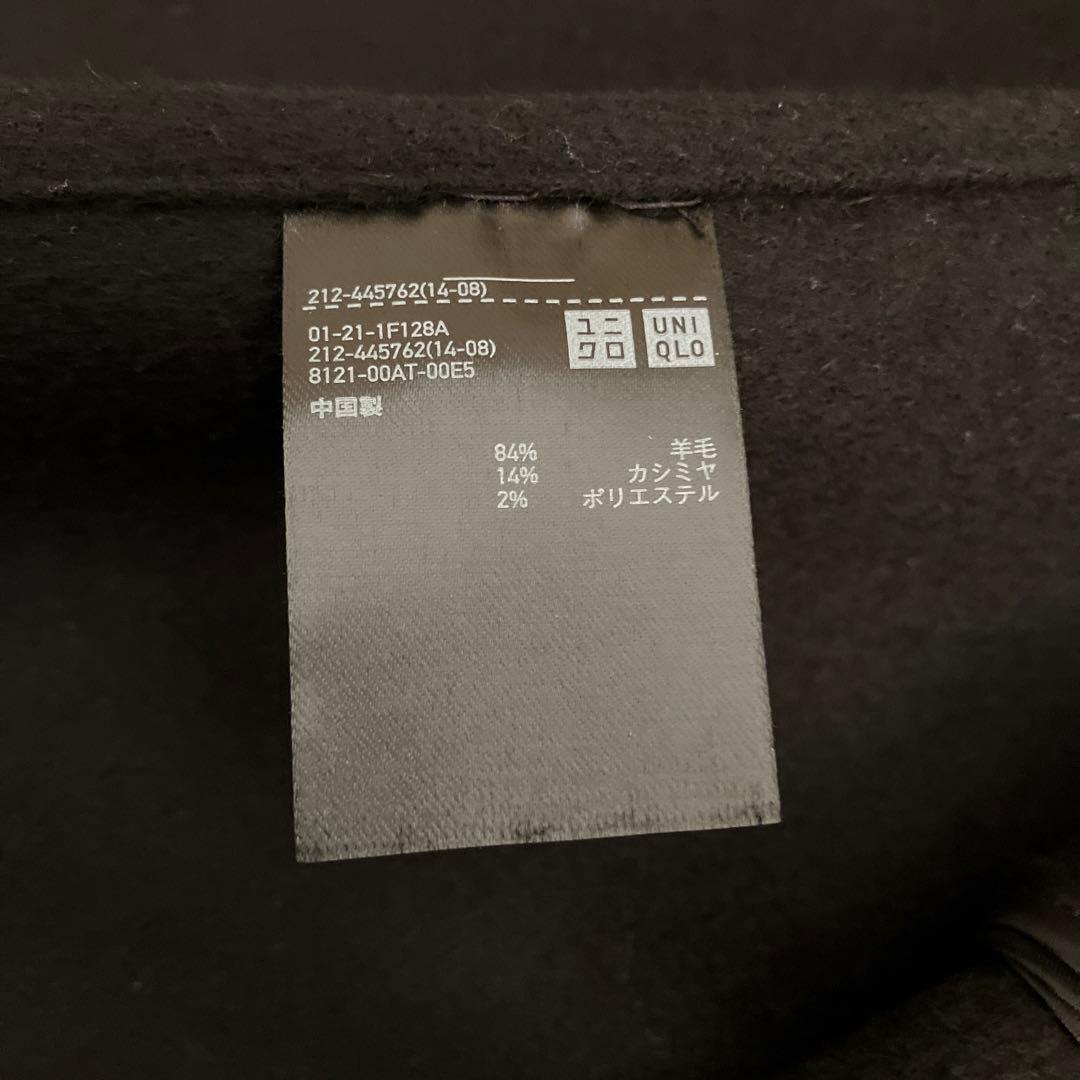 212-445762(14-08)
01-21-1F128A
212-445762(14-08)
8121-00AT-00E5
中国製
ユニ
クロ
UNI
QLO
84% 羊毛
14% カシミヤ
2% ポリエステル